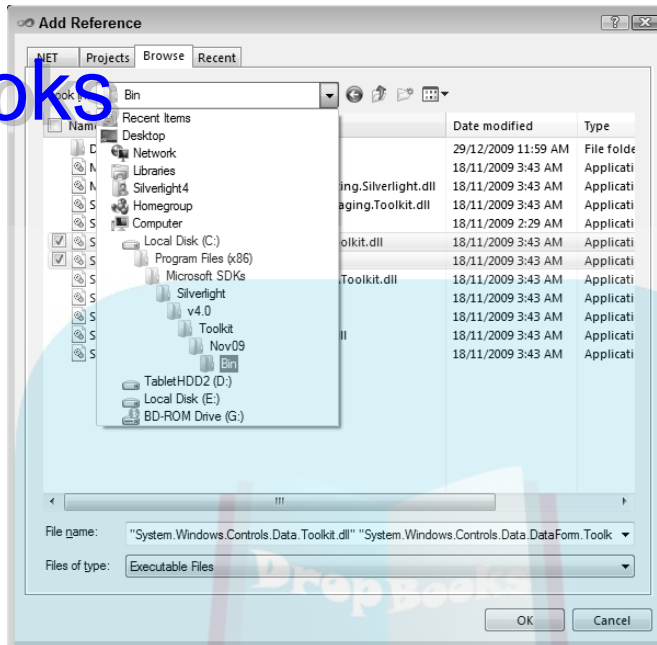 Add Reference
.NET Projects Browse Recent
oks
Bin
Recent Items
Desktop
Network
Libraries
Silverlight4
Homegroup
Computer
Local Disk (C:)
Program Files (x86)
Microsoft SDKs
Silverlight
v4.0
Toolkit
Nov09
Bin
TabletHDD2 (D:)
Local Disk (E:)
BD-ROM Drive (G:)
Date modified Type
29/12/2009 11:59 AM File folde
18/11/2009 3:43 AM Applicati
ing.Silverlight.dll 18/11/2009 3:43 AM Applicati
aging.Toolkit.dll 18/11/2009 3:43 AM Applicati
18/11/2009 2:29 AM Applicati
olkit.dll 18/11/2009 3:43 AM Applicati
18/11/2009 3:43 AM Applicati
.Toolkit.dll 18/11/2009 3:43 AM Applicati
18/11/2009 3:43 AM Applicati
18/11/2009 3:43 AM Applicati
ll 18/11/2009 3:43 AM Applicati
18/11/2009 3:43 AM Applicati
File name: "System.Windows.Controls.Data.Toolkit.dll" "System.Windows.Controls.Data.DataForm.Toolk
Files of type: Executable Files
DropBooks
OK Cancel